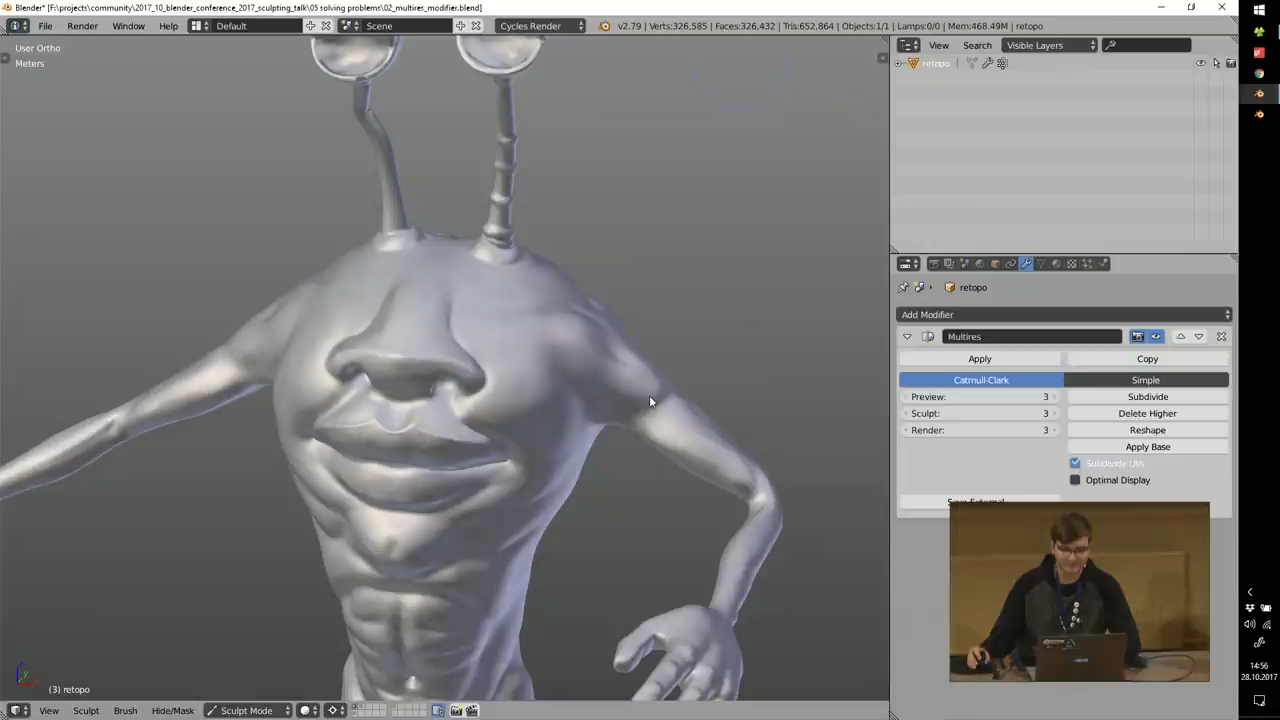 Blender* [F:\projects\community\2017_10_blender_conference_2017_sculpting_talk\05 solving problems\02_multires_modifier.blend]
File Render Window Help Default Scene Cycles Render v2.79 | Verts:326,585 | Faces:326,432 | Tris:652,864 | Objects:1/1 | Lamps:0/0 | Mem:468.49M | retopo
User Ortho
Meters
View Search Visible Layers
retopo
retopo
Add Modifier
Multires
Apply Copy
Catmull-Clark Simple
Preview: 3 Subdivide
Sculpt: 3 Delete Higher
Render: 3 Reshape
Apply Base
Subdivide UVs
Optimal Display
Save External...
(3) retopo
View Sculpt Brush Hide/Mask Sculpt Mode
14:56
28.10.2017